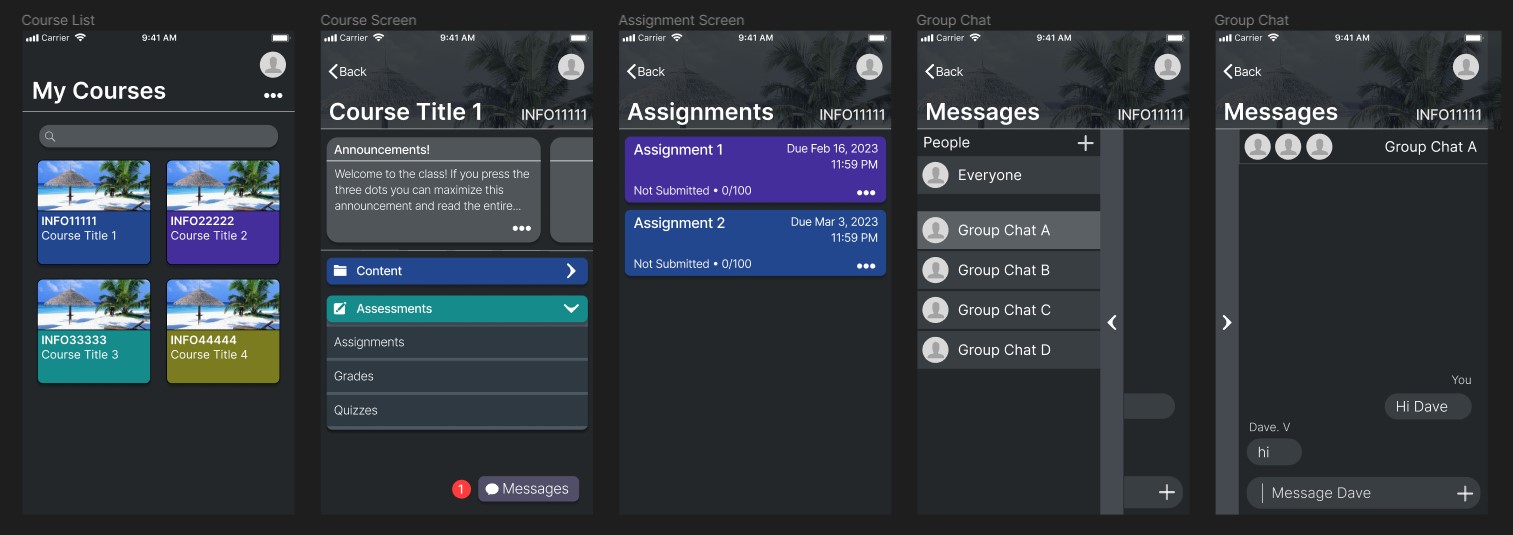 Course List
Carrier
9:41 AM
My Courses
INFO11111
Course Title 1
INFO22222
Course Title 2
INFO33333
Course Title 3
INFO44444
Course Title 4
Course Screen
Carrier
9:41 AM
Back
Course Title 1
INFO11111
Announcements!
Welcome to the class! If you press the
three dots you can maximize this
announcement and read the entire...
Content
Assessments
Assignments
Grades
Quizzes
1
Messages
Assignment Screen
Carrier
9:41 AM
Back
Assignments
INFO11111
Assignment 1
Due Feb 16, 2023
11:59 PM
Not Submitted • 0/100
Assignment 2
Due Mar 3, 2023
11:59 PM
Not Submitted • 0/100
Group Chat
Carrier
9:41 AM
Back
Messages
INFO11111
People
Everyone
Group Chat A
Group Chat B
Group Chat C
Group Chat D
Group Chat
Carrier
9:41 AM
Back
Messages
INFO11111
Group Chat A
You
Hi Dave
Dave. V
hi
Message Dave